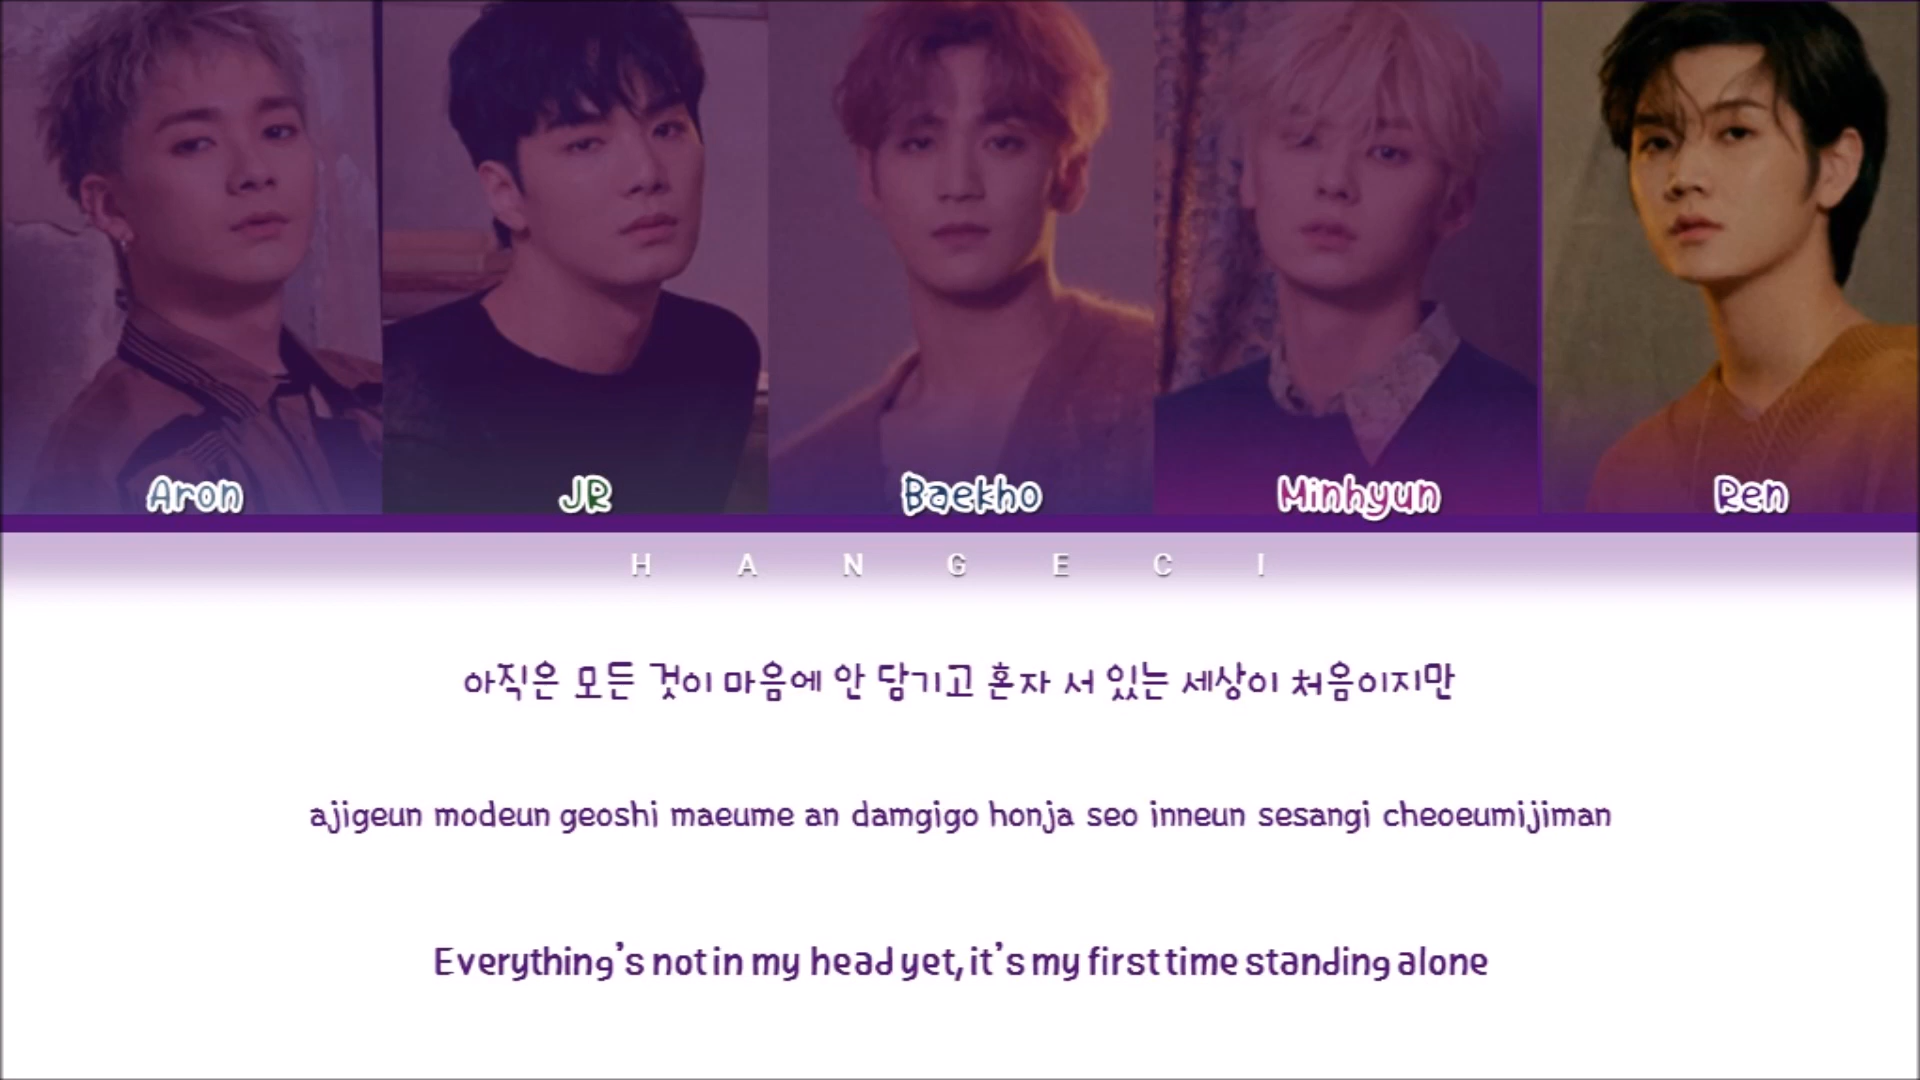 Aron JR Baekho Minhyun Ren
HANGECI
아직은 모든 것이 마음에 안 담기고 혼자 서 있는 세상이 처음이지만
ajigeun modeun geoshi maeume an damgigo honja seo inneun sesangi cheoeumijiman
Everything's not in my head yet, it's my first time standing alone